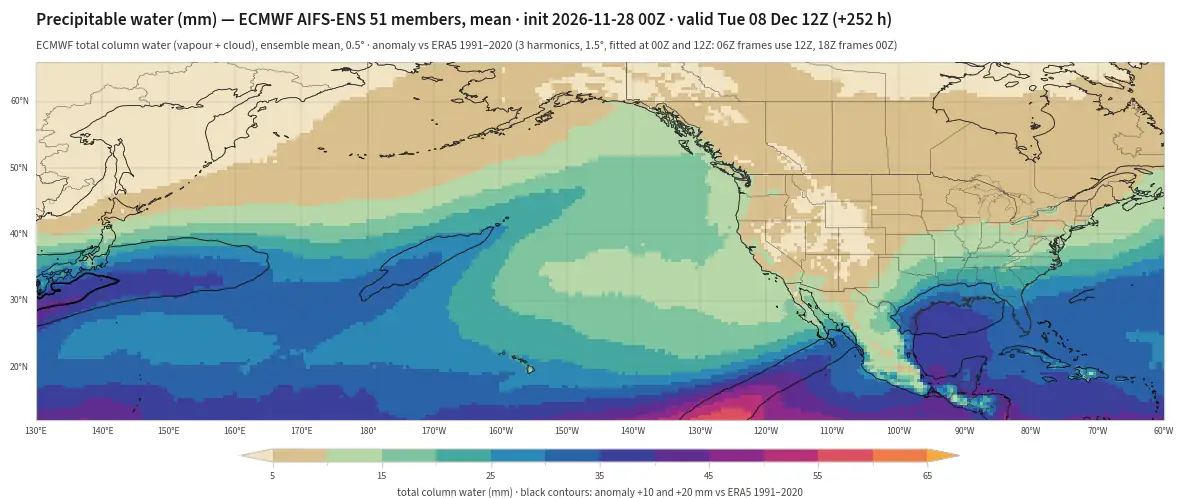 Precipitable water (mm) — ECMWF AIFS-ENS 51 members, mean · init 2026-11-28 00Z · valid Tue 08 Dec 12Z (+252 h)
ECMWF total column water (vapour + cloud), ensemble mean, 0.5° · anomaly vs ERA5 1991–2020 (3 harmonics, 1.5°, fitted at 00Z and 12Z: 06Z frames use 12Z, 18Z frames 00Z)
60°N
50°N
40°N
30°N
20°N
130°E 140°E 150°E 160°E 170°E 180° 170°W 160°W 150°W 140°W 130°W 120°W 110°W 100°W 90°W 80°W 70°W 60°W
5 15 25 35 45 55 65
total column water (mm) · black contours: anomaly +10 and +20 mm vs ERA5 1991–2020